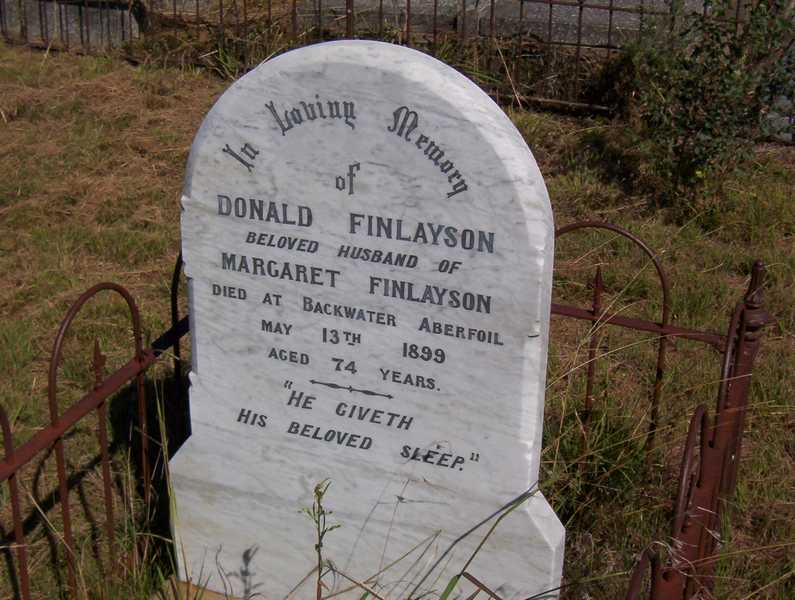 In Loving Memory
of
DONALD FINLAYSON
BELOVED HUSBAND OF
MARGARET FINLAYSON
DIED AT BACKWATER ABERFOIL
MAY 13TH 1899
AGED 74 YEARS.
"HE GIVETH
HIS BELOVED SLEEP."